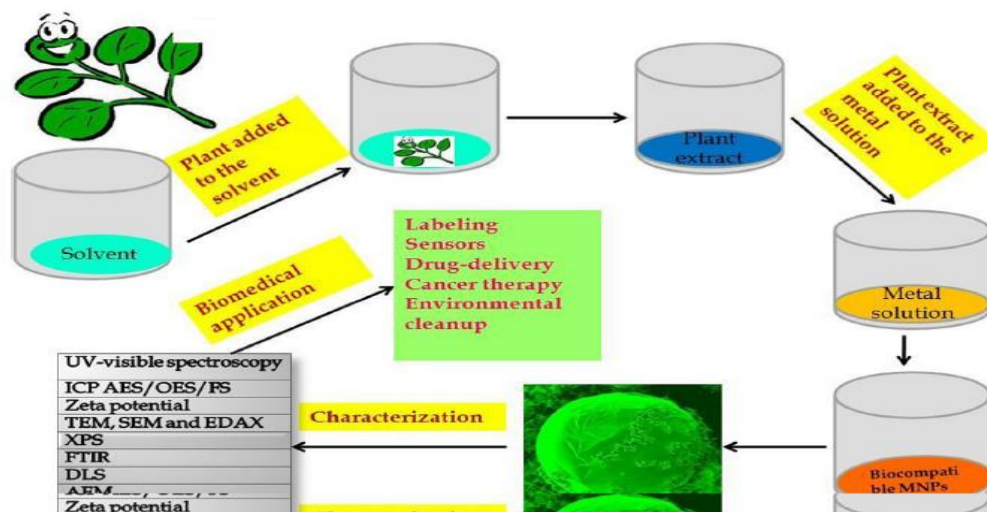 Plant added
to the
solvent
Solvent
Plant
extract
Plant extract
added to the
metal
solution
Metal
solution
Biocompati
ble MNPs
Characterization
UV-visible spectroscopy
ICP AES/OES/FS
Zeta potential
TEM, SEM and EDAX
XPS
FTIR
DLS
Zeta potential
Biomedical
application
Labeling
Sensors
Drug-delivery
Cancer therapy
Environmental
cleanup